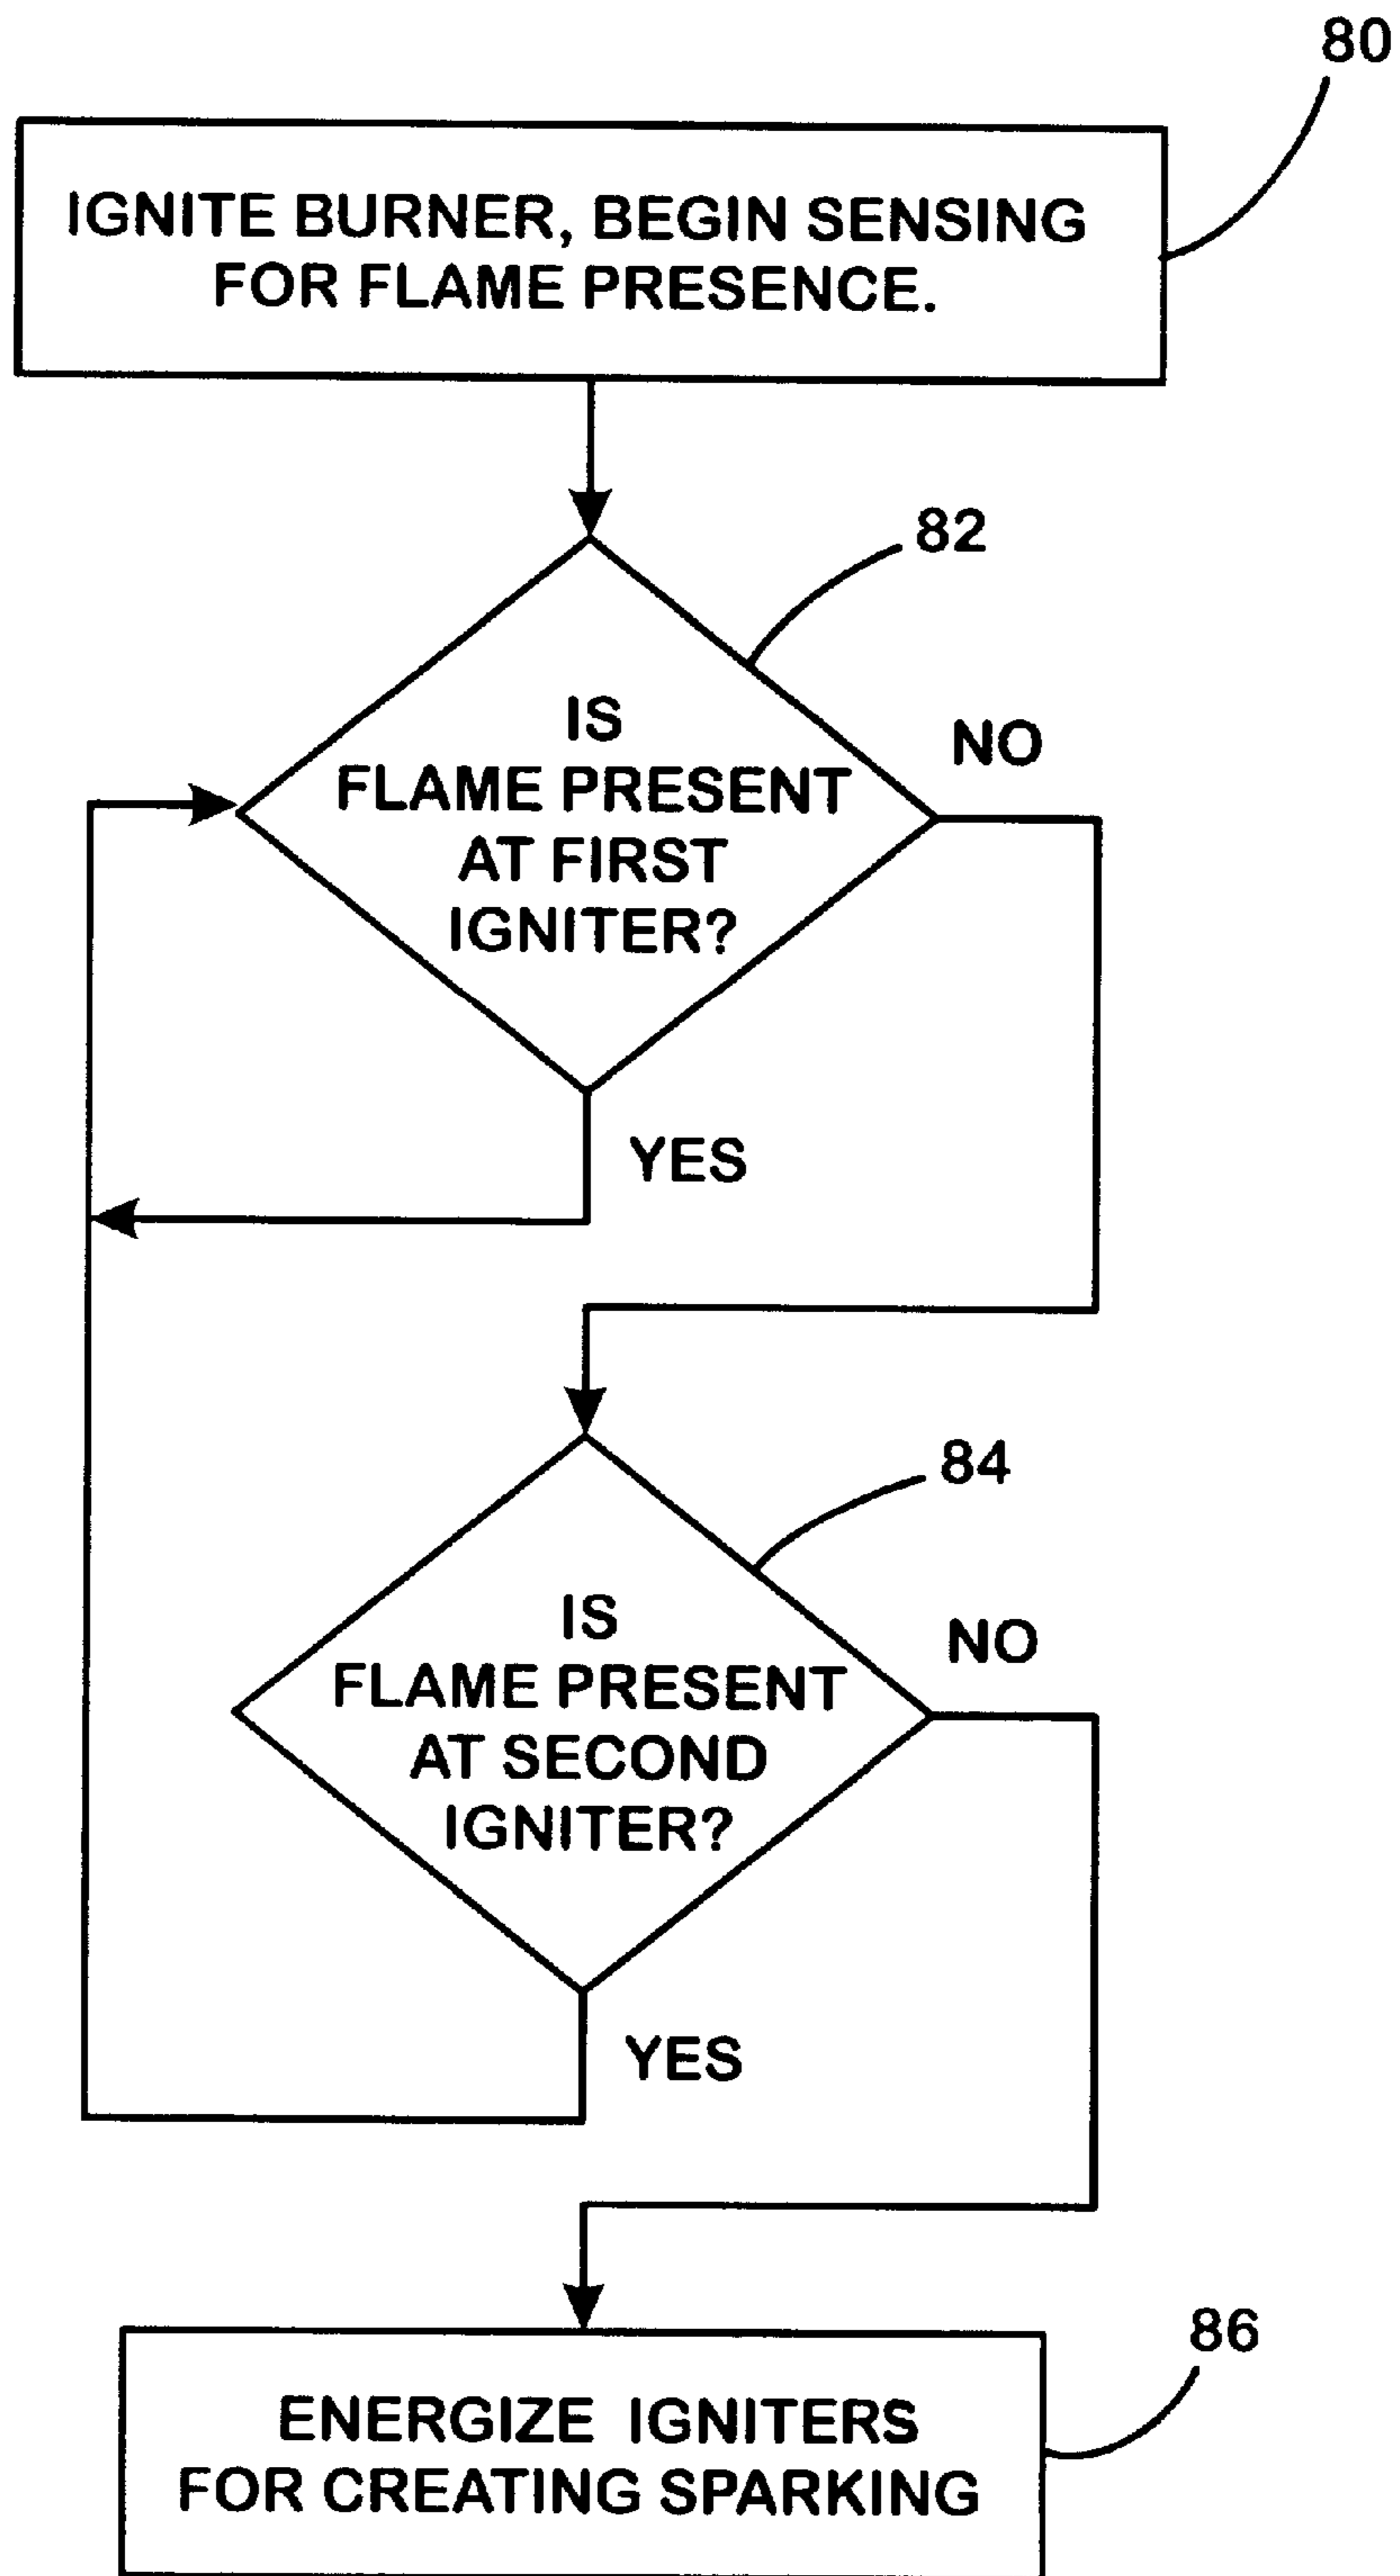 80
IGNITE BURNER, BEGIN SENSING
FOR FLAME PRESENCE.
82
IS
FLAME PRESENT
AT FIRST
IGNITER?
NO
YES
84
IS
FLAME PRESENT
AT SECOND
IGNITER?
NO
YES
86
ENERGIZE IGNITERS
FOR CREATING SPARKING